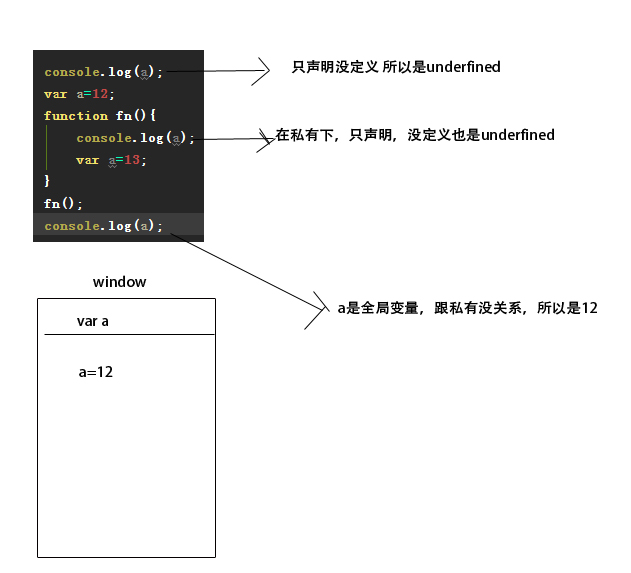 console.log(a);
只声明没定义 所以是underfined
var a=12;
function fn(){
console.log(a);
在私有下，只声明，没定义也是underfined
var a=13;
}
fn();
console.log(a);
window
a是全局变量，跟私有没关系，所以是12
var a
a=12